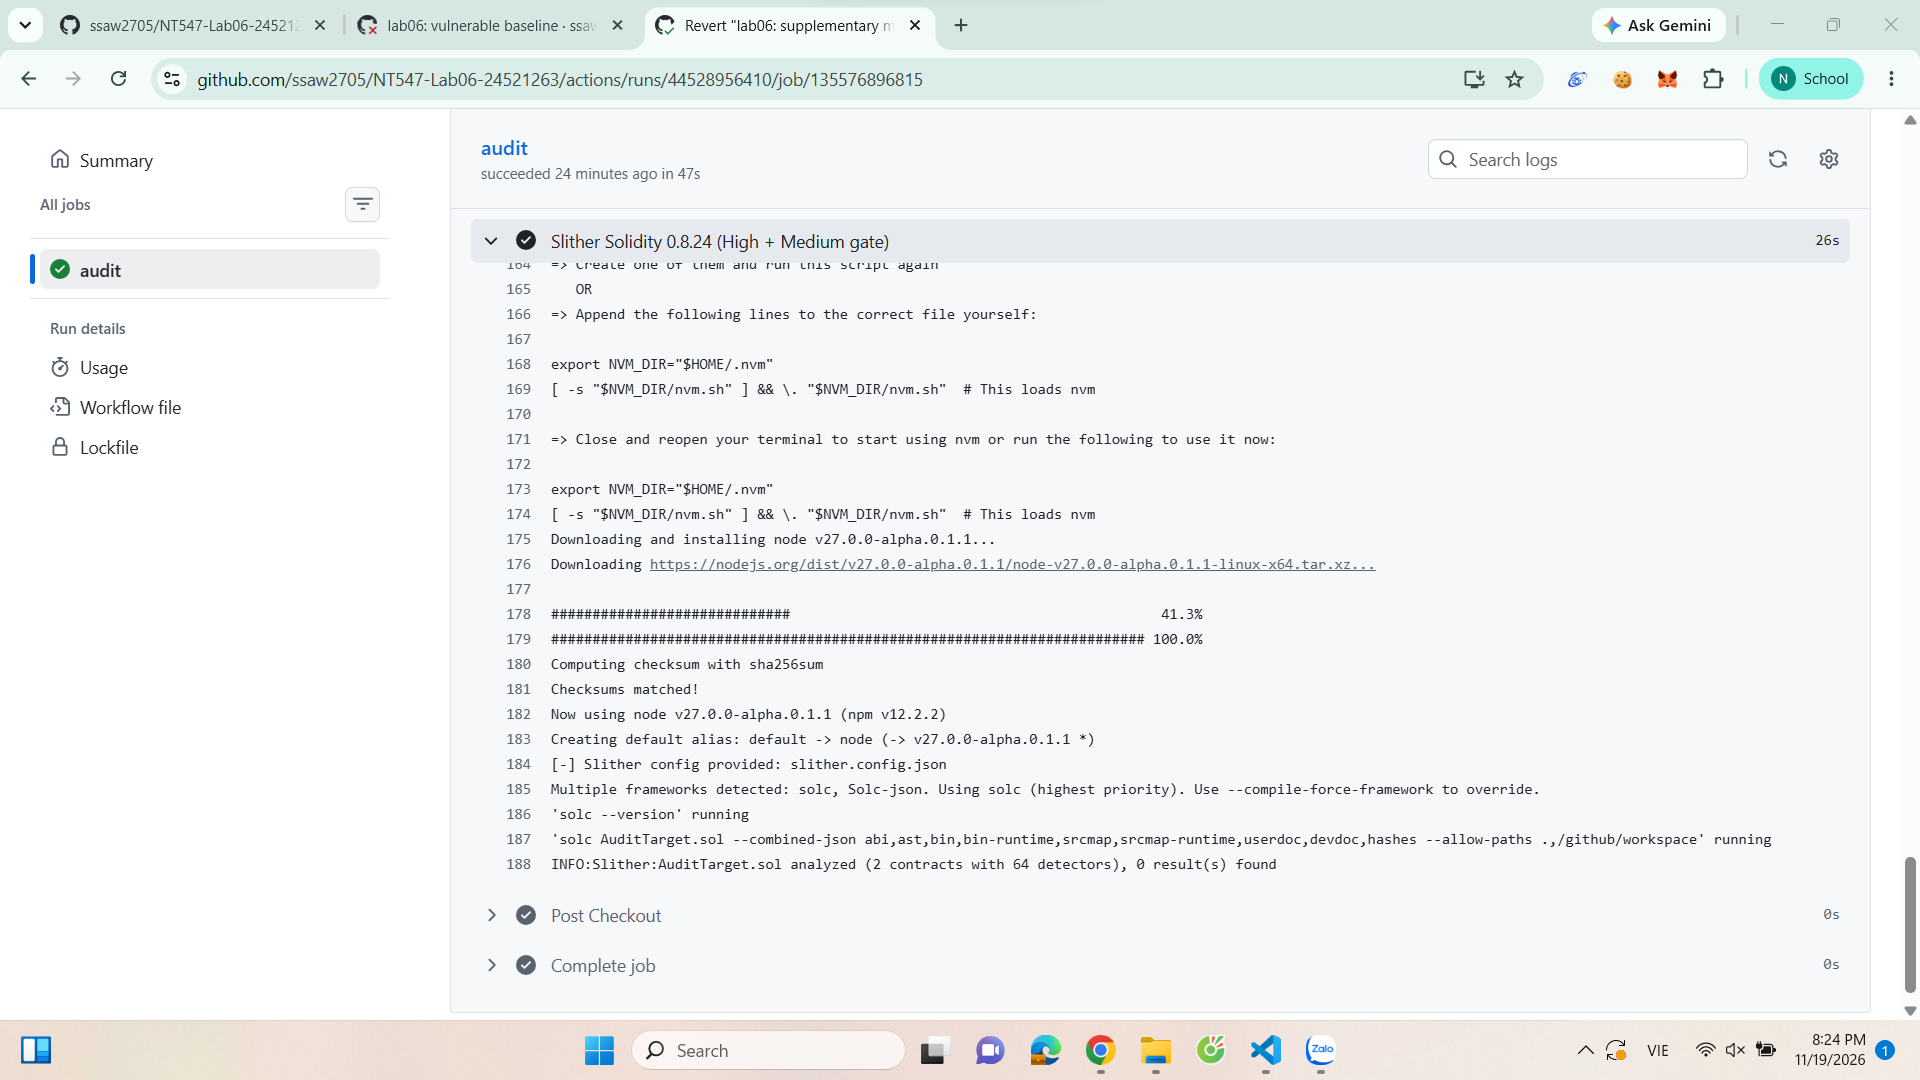 ssaw2705/NT547-Lab06-24521
lab06: vulnerable baseline · ssaw
Revert "lab06: supplementary m
Ask Gemini
github.com/ssaw2705/NT547-Lab06-24521263/actions/runs/44528956410/job/135576896815
N School
Summary
All jobs
audit
Run details
Usage
Workflow file
Lockfile
audit
succeeded 24 minutes ago in 47s
Search logs
Slither Solidity 0.8.24 (High + Medium gate) 26s
164 => Create one of them and run this script again
165 OR
166 => Append the following lines to the correct file yourself:
167
168 export NVM_DIR="$HOME/.nvm"
169 [ -s "$NVM_DIR/nvm.sh" ] && \. "$NVM_DIR/nvm.sh" # This loads nvm
170
171 => Close and reopen your terminal to start using nvm or run the following to use it now:
172
173 export NVM_DIR="$HOME/.nvm"
174 [ -s "$NVM_DIR/nvm.sh" ] && \. "$NVM_DIR/nvm.sh" # This loads nvm
175 Downloading and installing node v27.0.0-alpha.0.1.1...
176 Downloading https://nodejs.org/dist/v27.0.0-alpha.0.1.1/node-v27.0.0-alpha.0.1.1-linux-x64.tar.xz...
177
178 ############################# 41.3%
179 ######################################################################## 100.0%
180 Computing checksum with sha256sum
181 Checksums matched!
182 Now using node v27.0.0-alpha.0.1.1 (npm v12.2.2)
183 Creating default alias: default -> node (-> v27.0.0-alpha.0.1.1 *)
184 [-] Slither config provided: slither.config.json
185 Multiple frameworks detected: solc, Solc-json. Using solc (highest priority). Use --compile-force-framework to override.
186 'solc --version' running
187 'solc AuditTarget.sol --combined-json abi,ast,bin,bin-runtime,srcmap,srcmap-runtime,userdoc,devdoc,hashes --allow-paths .,/github/workspace' running
188 INFO:Slither:AuditTarget.sol analyzed (2 contracts with 64 detectors), 0 result(s) found
Post Checkout 0s
Complete job 0s
Search
Zalo
VIE
8:24 PM
11/19/2026
1